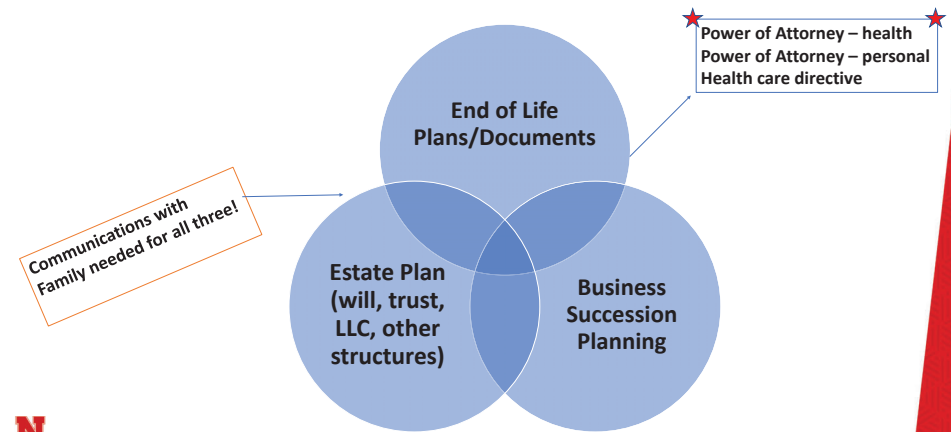 Power of Attorney – health
Power of Attorney – personal
Health care directive
End of Life
Plans/Documents
Communications with
Family needed for all three!
Estate Plan
(will, trust,
LLC, other
structures)
Business
Succession
Planning
N